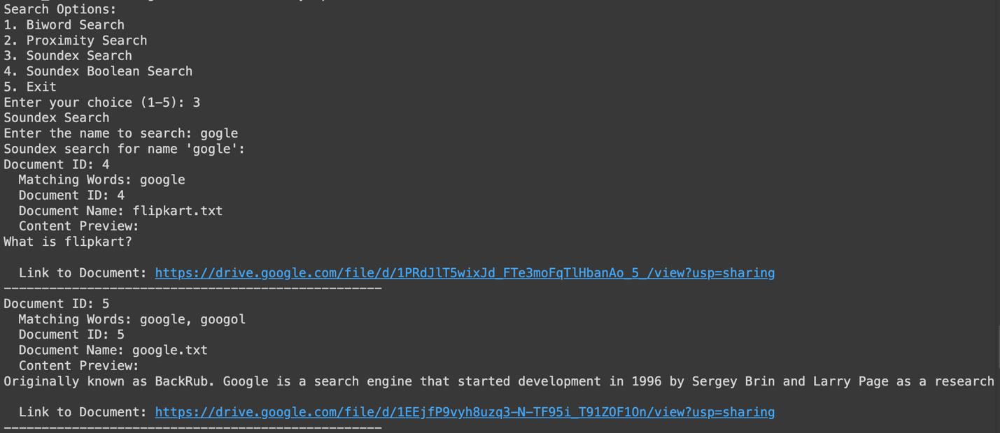 Search Options:
1. Biword Search
2. Proximity Search
3. Soundex Search
4. Soundex Boolean Search
5. Exit
Enter your choice (1-5): 3
Soundex Search
Enter the name to search: gogle
Soundex search for name 'gogle':
Document ID: 4
  Matching Words: google
  Document ID: 4
  Document Name: flipkart.txt
  Content Preview:
What is flipkart?
  Link to Document: https://drive.google.com/file/d/1PRdJlT5wixJd_FTe3moFqTlHbanAo_5_/view?usp=sharing
--------------------------------------------------
Document ID: 5
  Matching Words: google, googol
  Document ID: 5
  Document Name: google.txt
  Content Preview:
Originally known as BackRub. Google is a search engine that started development in 1996 by Sergey Brin and Larry Page as a research
  Link to Document: https://drive.google.com/file/d/1EEjfP9vyh8uzq3-N-TF95i_T91ZOF1On/view?usp=sharing
--------------------------------------------------